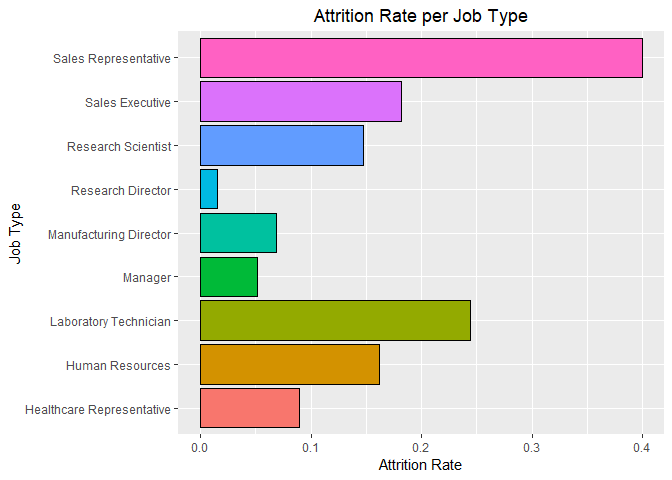 Attrition Rate per Job Type
Job Type
Sales Representative
Sales Executive
Research Scientist
Research Director
Manufacturing Director
Manager
Laboratory Technician
Human Resources
Healthcare Representative
0.0 0.1 0.2 0.3 0.4
Attrition Rate